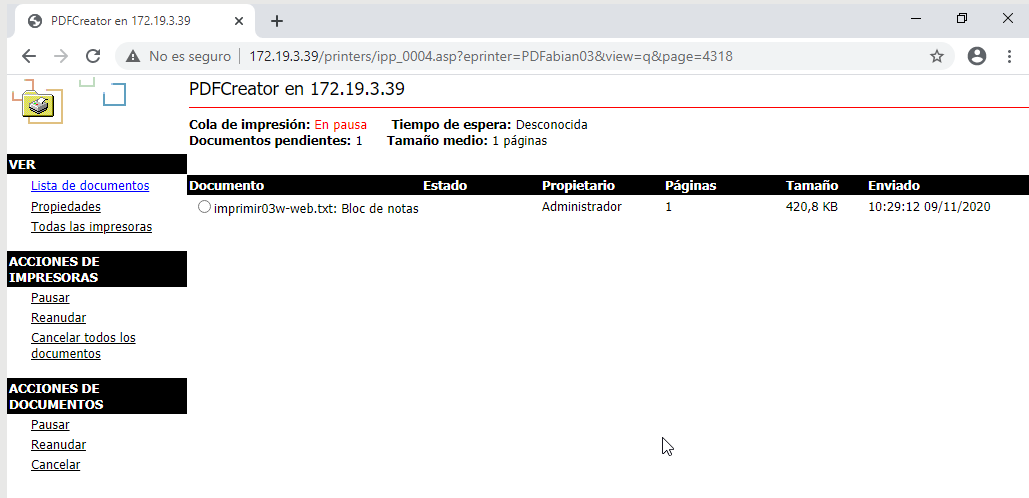 PDFCreator en 172.19.3.39
No es seguro 172.19.3.39/printers/ipp_0004.asp?eprinter=PDFabian03&view=q&page=4318
PDFCreator en 172.19.3.39
Cola de impresión: En pausa Tiempo de espera: Desconocida
Documentos pendientes: 1 Tamaño medio: 1 páginas
VER
Lista de documentos
Propiedades
Todas las impresoras
ACCIONES DE
IMPRESORAS
Pausar
Reanudar
Cancelar todos los
documentos
ACCIONES DE
DOCUMENTOS
Pausar
Reanudar
Cancelar
Documento Estado Propietario Páginas Tamaño Enviado
imprimir03w-web.txt: Bloc de notas Administrador 1 420,8 KB 10:29:12 09/11/2020